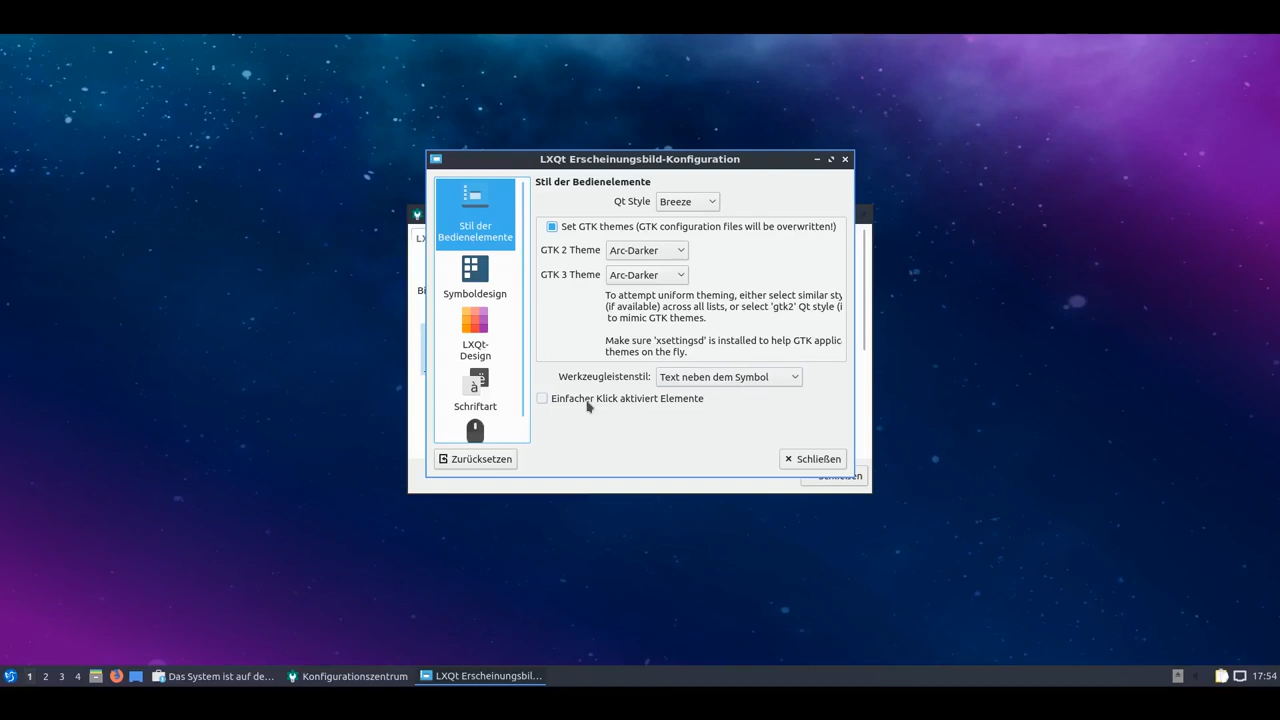 LXQt Erscheinungsbild-Konfiguration
Stil der Bedienelemente
Qt Style Breeze
Set GTK themes (GTK configuration files will be overwritten!)
GTK 2 Theme Arc-Darker
GTK 3 Theme Arc-Darker
To attempt uniform theming, either select similar sty
(if available) across all lists, or select 'gtk2' Qt style (i
to mimic GTK themes.
Make sure 'xsettingsd' is installed to help GTK applic
themes on the fly.
Werkzeugleistenstil: Text neben dem Symbol
Einfacher Klick aktiviert Elemente
Stil der
Bedienelemente
Symboldesign
LXQt-
Design
Schriftart
Zurücksetzen
Schließen
LX
Bi
Schließen
1 2 3 4
Das System ist auf de...
Konfigurationszentrum
LXQt Erscheinungsbil...
17:54